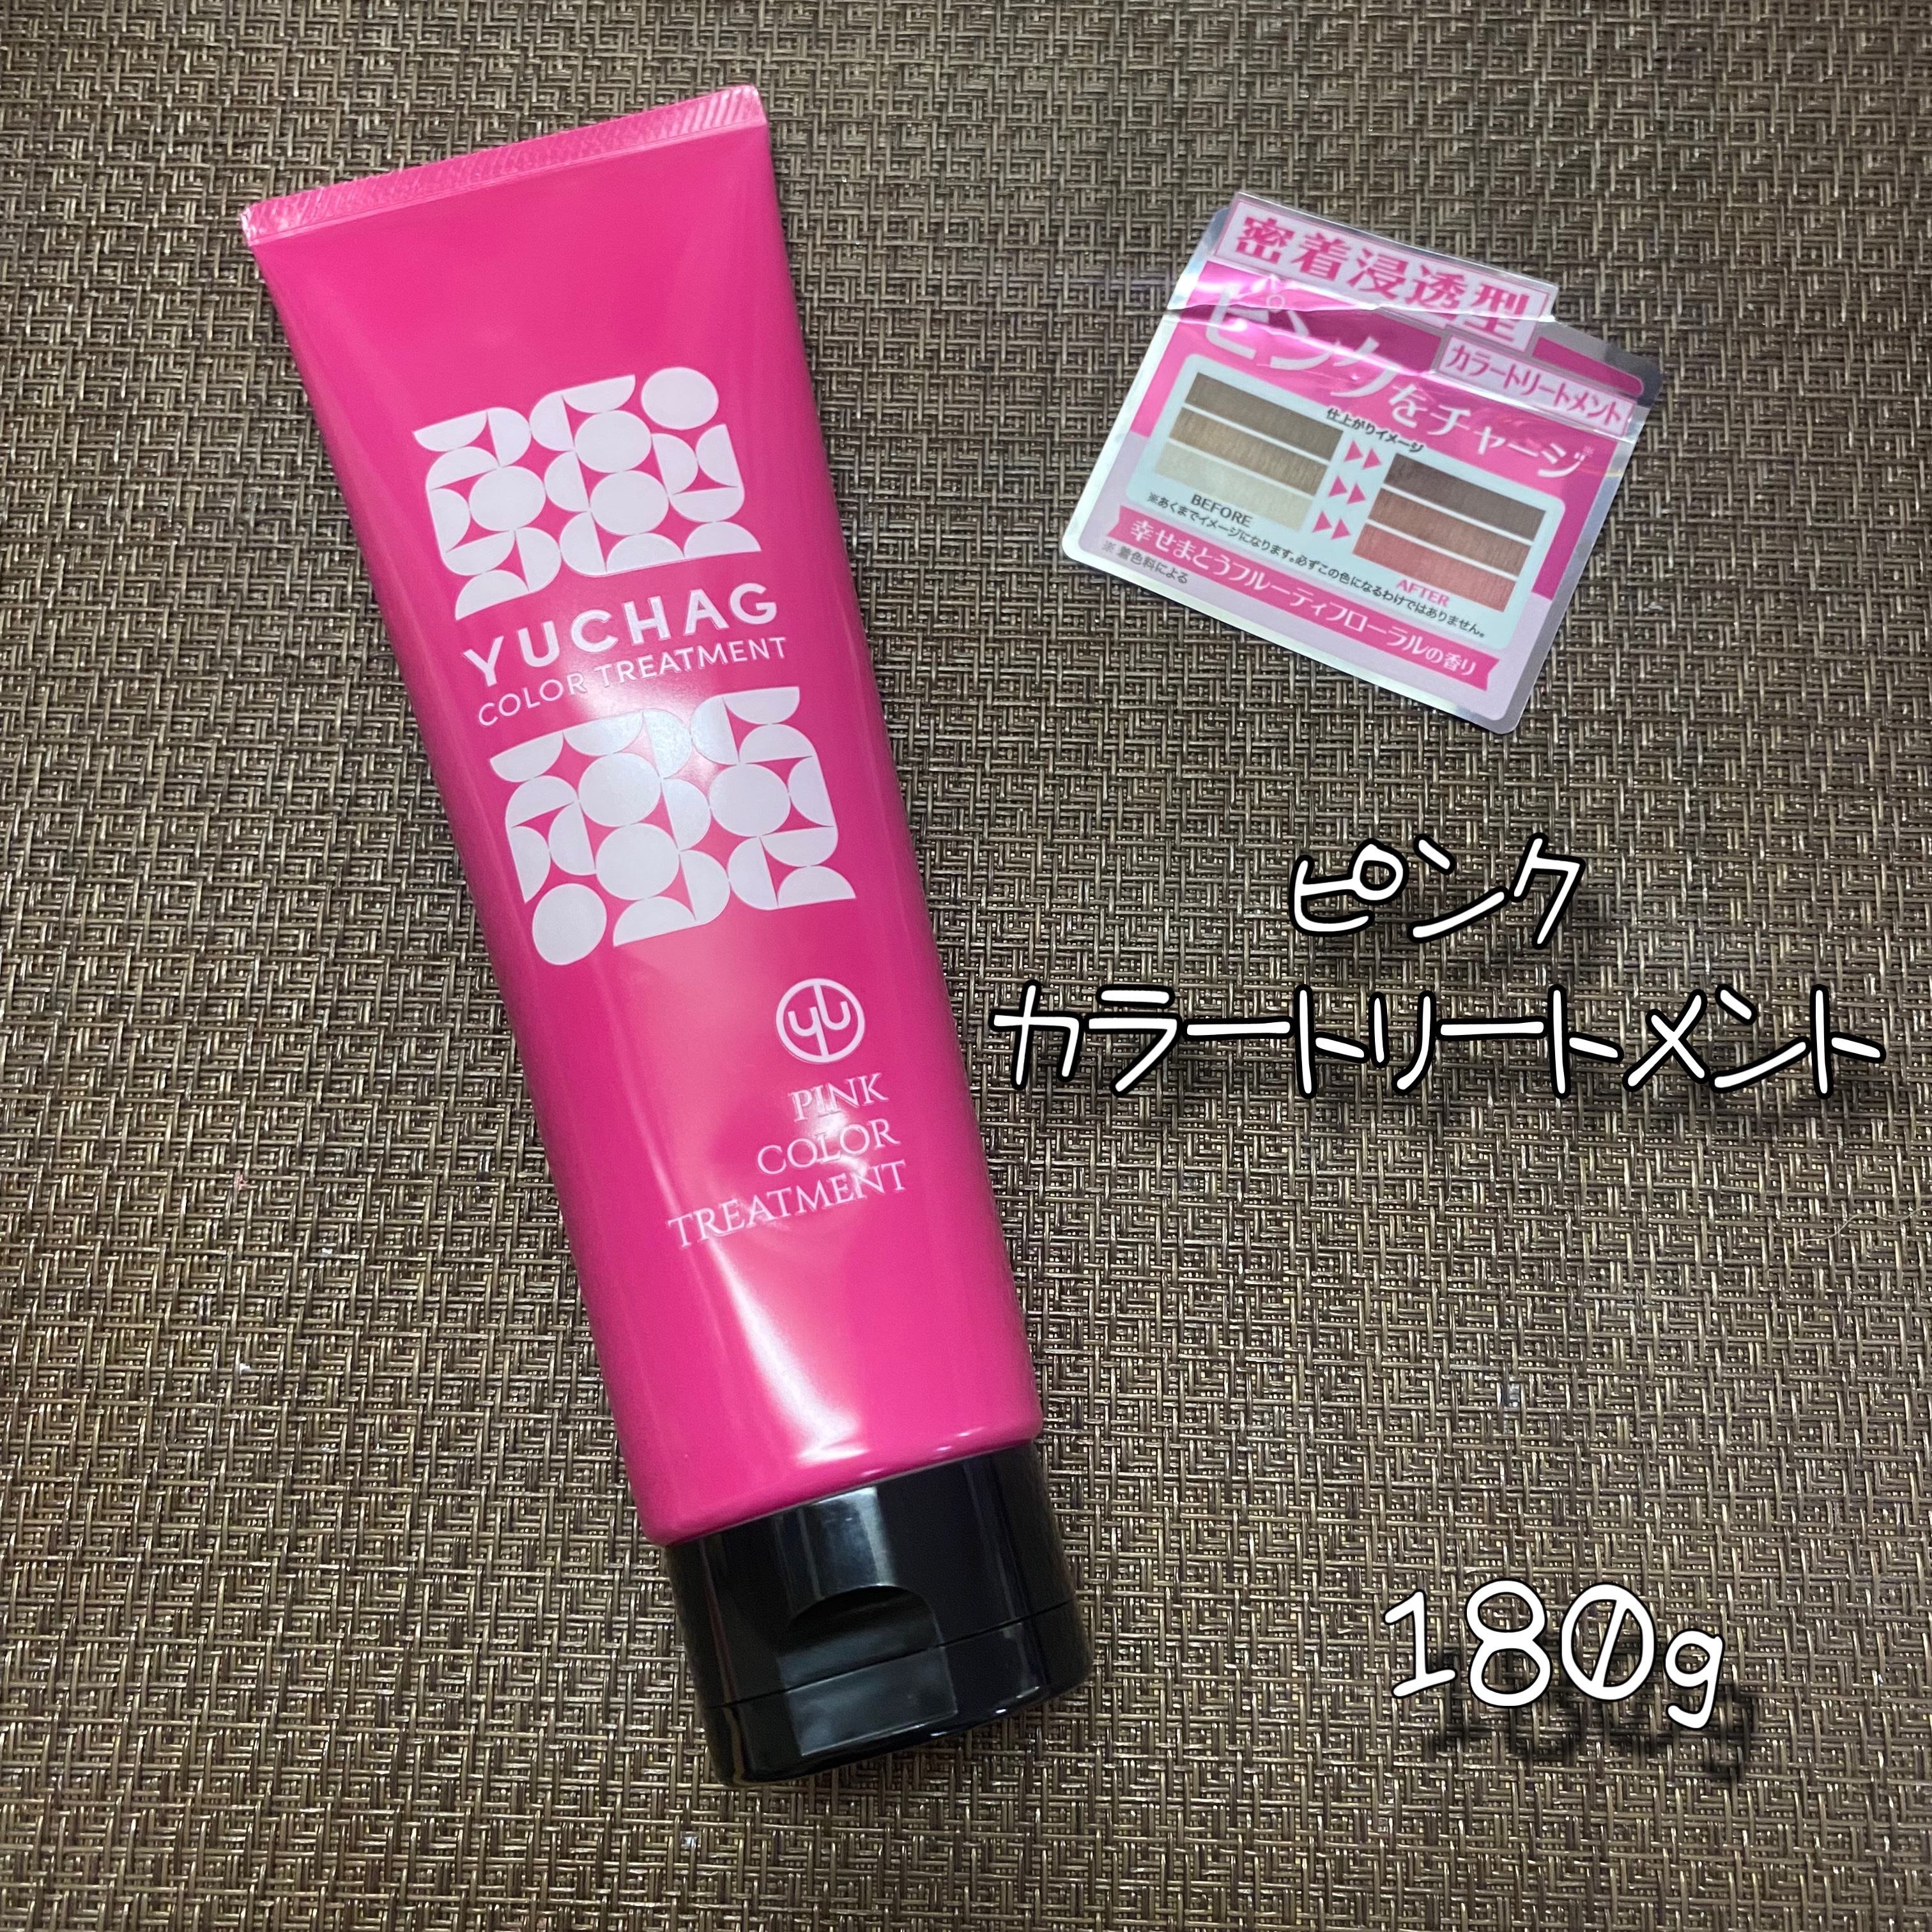 YUCHAG
COLOR TREATMENT
yu
PINK
COLOR
TREATMENT
密着浸透型
カラートリートメント
ピンクをチャージ※
仕上がりイメージ
BEFORE
AFTER
※あくまでイメージになります。必ずこの色になるわけではありません。
幸せまとうフルーティフローラルの香り
※ 着色料による
ピンク
カラートリートメント
180g